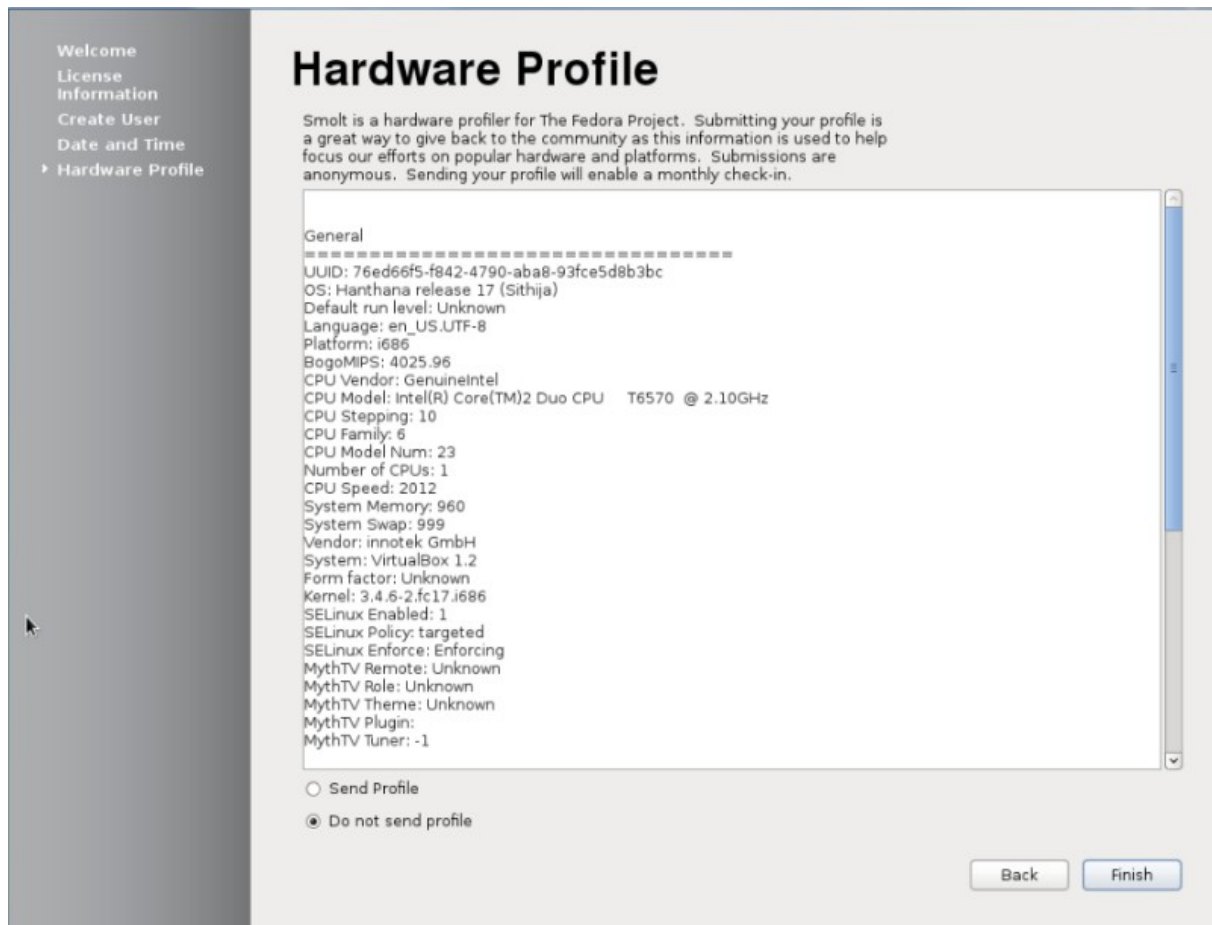 Welcome
License
Information
Create User
Date and Time
Hardware Profile
Hardware Profile
Smolt is a hardware profiler for The Fedora Project.  Submitting your profile is
a great way to give back to the community as this information is used to help
focus our efforts on popular hardware and platforms.  Submissions are
anonymous.  Sending your profile will enable a monthly check-in.
General
=================================
UUID: 76ed66f5-f842-4790-aba8-93fce5d8b3bc
OS: Hanthana release 17 (Sithija)
Default run level: Unknown
Language: en_US.UTF-8
Platform: i686
BogoMIPS: 4025.96
CPU Vendor: GenuineIntel
CPU Model: Intel(R) Core(TM)2 Duo CPU     T6570  @ 2.10GHz
CPU Stepping: 10
CPU Family: 6
CPU Model Num: 23
Number of CPUs: 1
CPU Speed: 2012
System Memory: 960
System Swap: 999
Vendor: innotek GmbH
System: VirtualBox 1.2
Form factor: Unknown
Kernel: 3.4.6-2.fc17.i686
SELinux Enabled: 1
SELinux Policy: targeted
SELinux Enforce: Enforcing
MythTV Remote: Unknown
MythTV Role: Unknown
MythTV Theme: Unknown
MythTV Plugin:
MythTV Tuner: -1
Send Profile
Do not send profile
Back
Finish